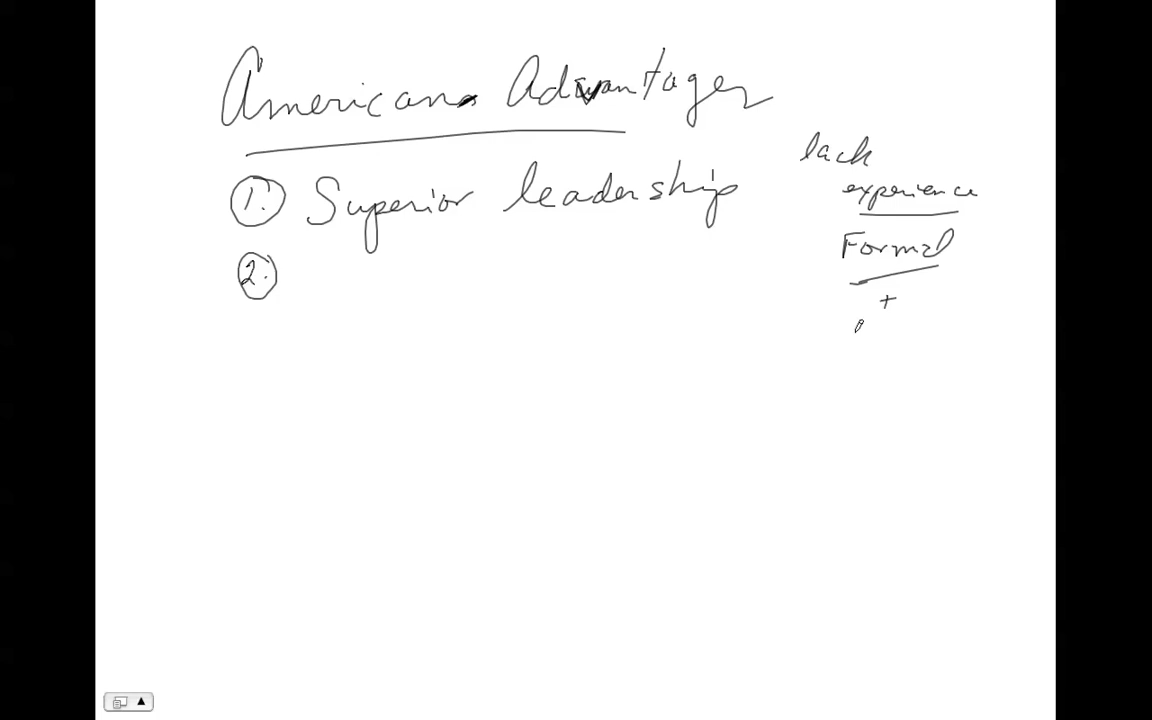 American Advantages
1. Superior leadership
2.
lack
experience
Formal
+